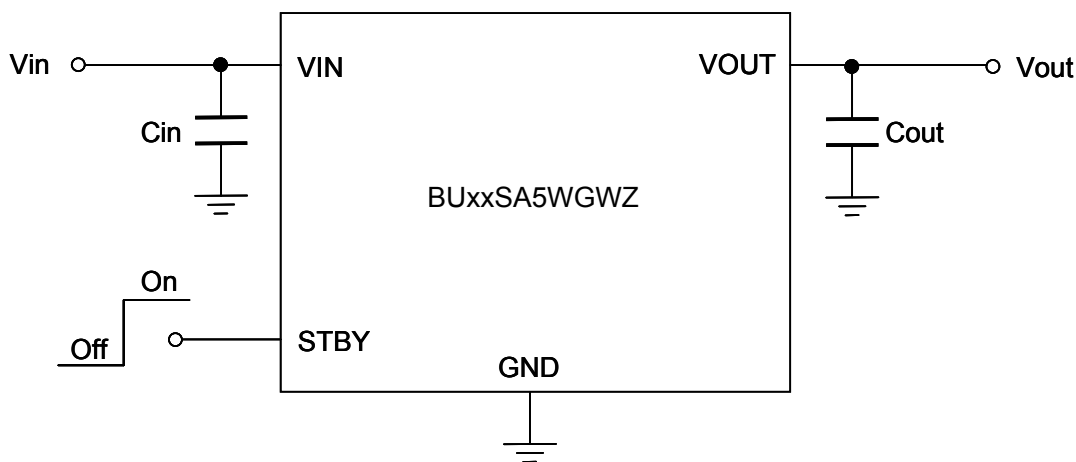 Vin
VIN
VOUT
Vout
Cin
Cout
BUxxSA5WGWZ
On
Off
STBY
GND